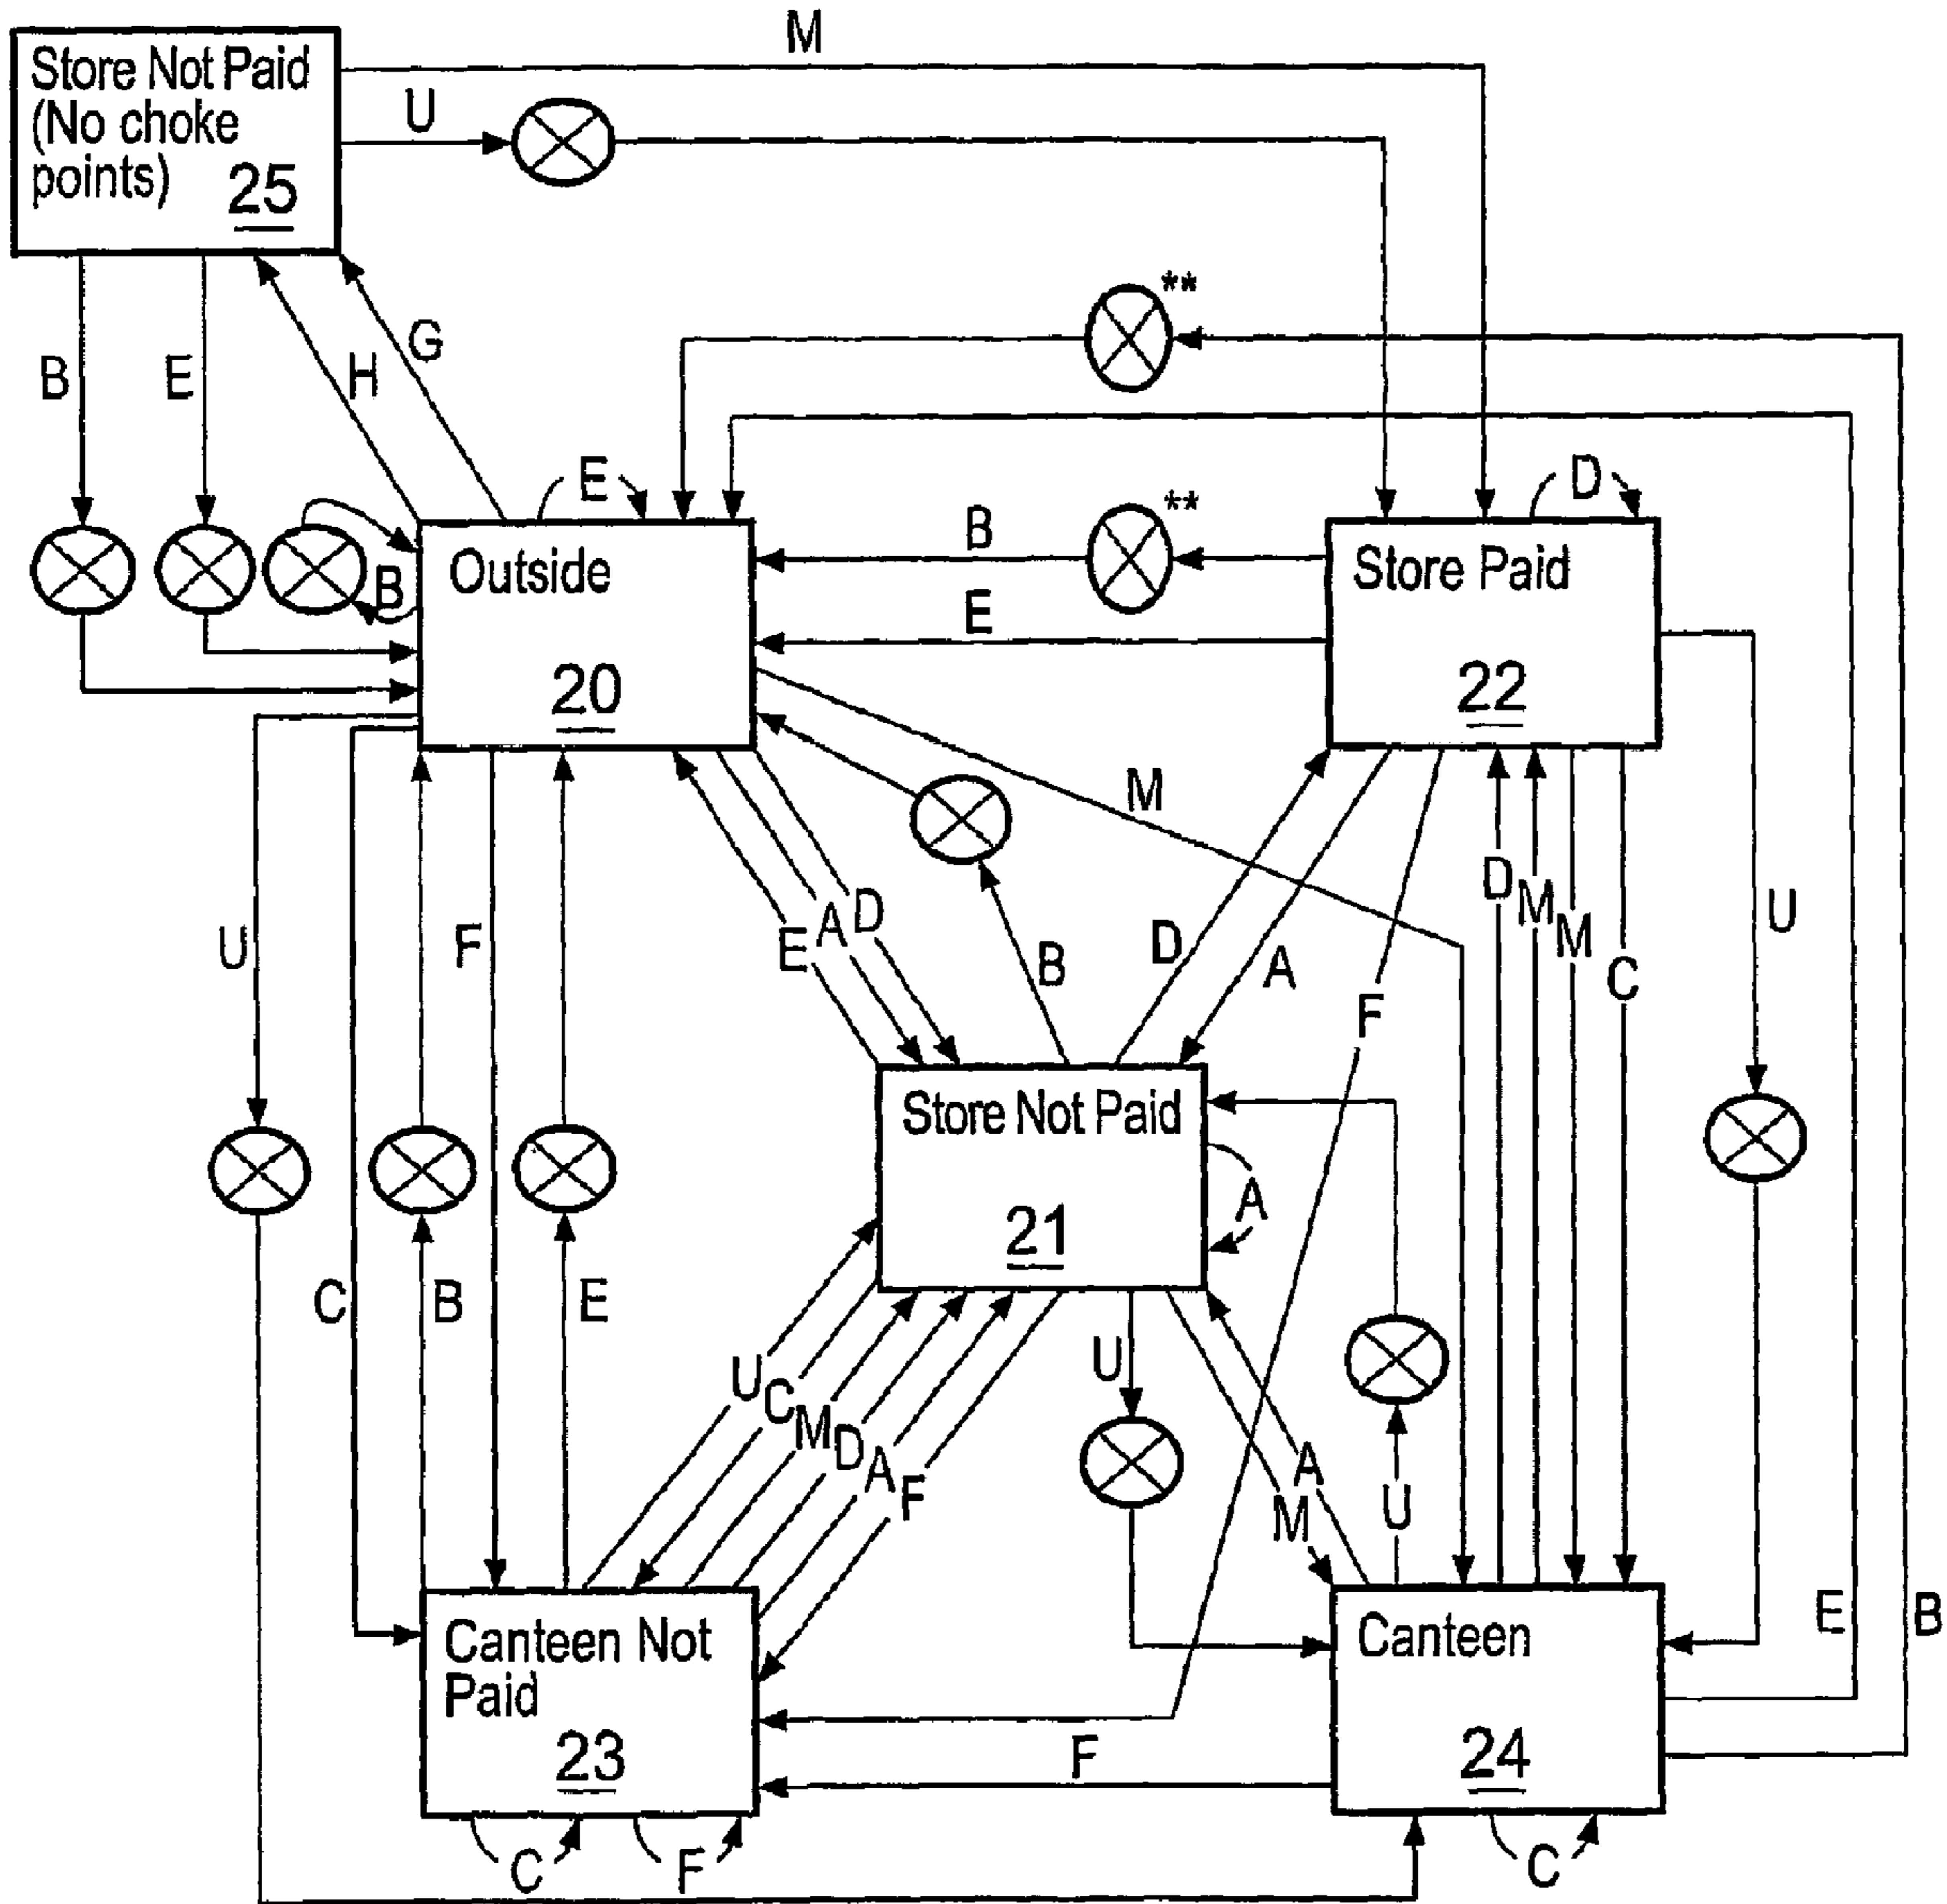 M
Store Not Paid
(No choke
points)
25
U
**
B
E
H
G
E
B
Outside
20
B
**
E
D
Store Paid
22
M
U
F
E
A
D
B
D
A
F
D
M
M
C
U
Store Not Paid
21
A
C
B
E
U
C
M
D
A
F
U
A
M
U
E
B
Canteen Not
Paid
23
F
Canteen
24
C
F
C